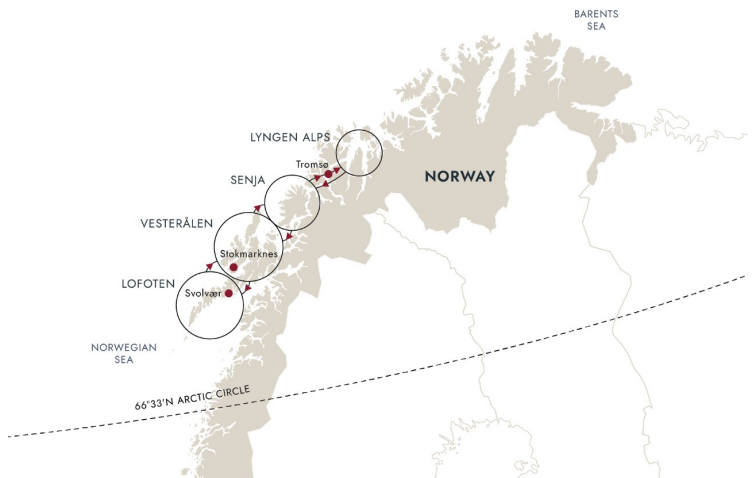 BARENTS
SEA
LYNGEN ALPS
Tromsø
SENJA
NORWAY
VESTERÅLEN
Stokmarknes
LOFOTEN
Svolvær
NORWEGIAN
SEA
66°33'N ARCTIC CIRCLE